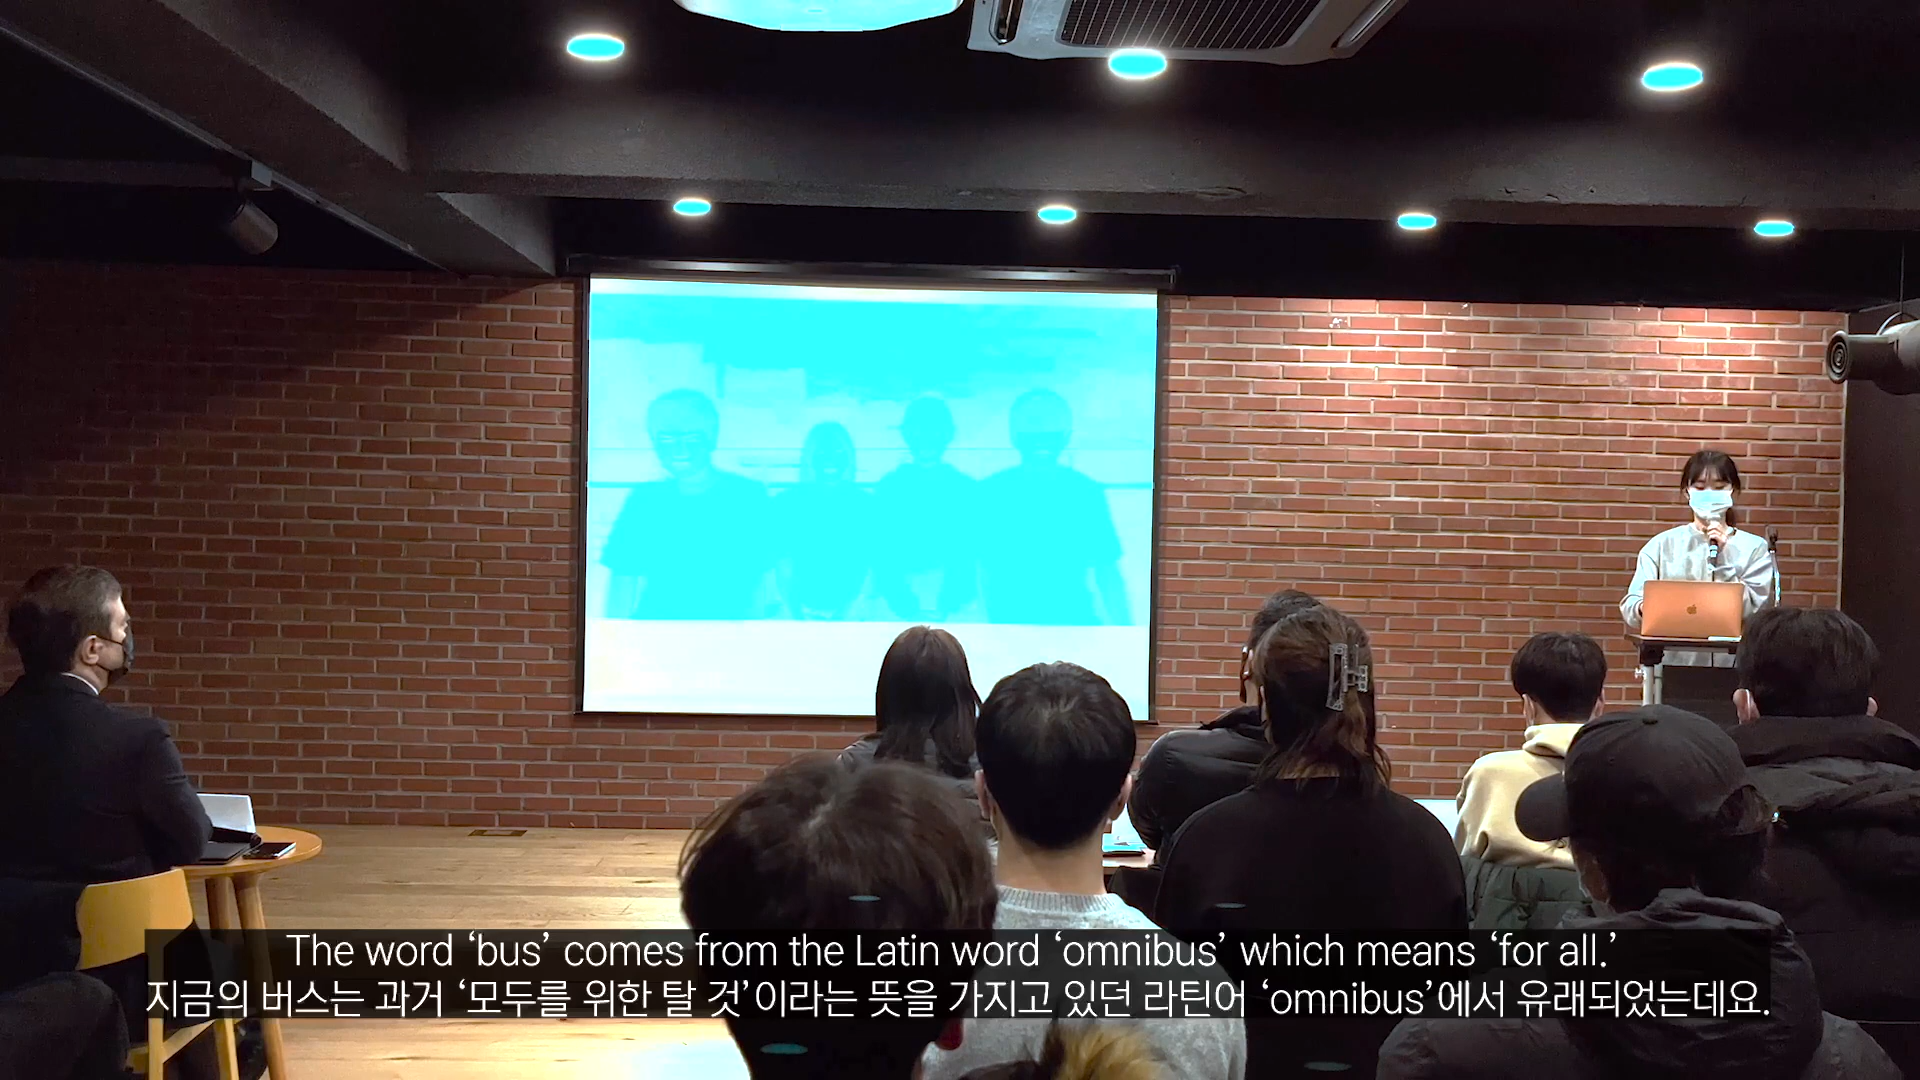 The word ‘bus’ comes from the Latin word ‘omnibus’ which means ‘for all.’
지금의 버스는 과거 ‘모두를 위한 탈 것’이라는 뜻을 가지고 있던 라틴어 ‘omnibus’에서 유래되었는데요.